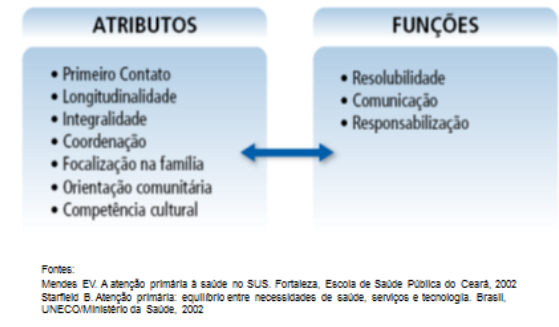 ATRIBUTOS
• Primeiro Contato
• Longitudinalidade
• Integralidade
• Coordenação
• Focalização na família
• Orientação comunitária
• Competência cultural
FUNÇÕES
• Resolubilidade
• Comunicação
• Responsabilização
Fontes:
Mendes EV. A atenção primária à saúde no SUS. Fortaleza, Escola de Saúde Pública do Ceará, 2002
Starfield B. Atenção primária: equilíbrio entre necessidades de saúde, serviços e tecnologia. Brasil,
UNECO/Ministério da Saúde, 2002